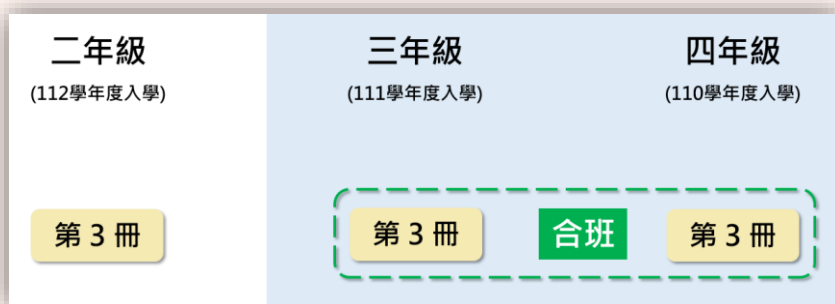 二年級 三年級 四年級
(112學年度入學) (111學年度入學) (110學年度入學)
第 3 冊 第 3 冊 合班 第 3 冊